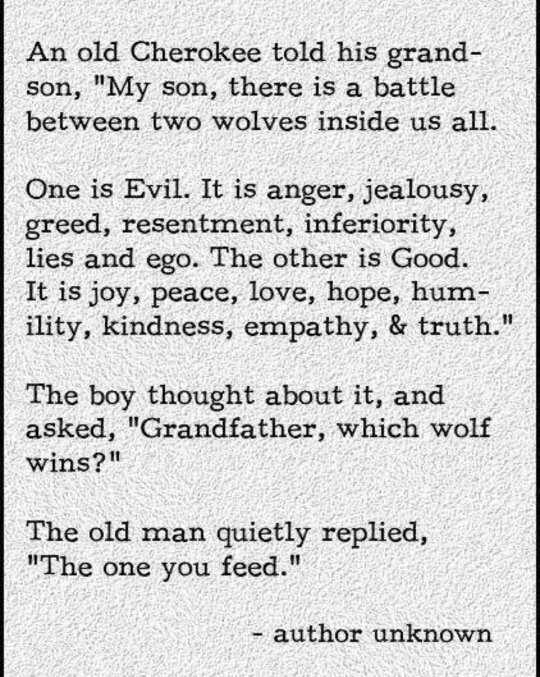 An old Cherokee told his grand-
son, "My son, there is a battle
between two wolves inside us all.
One is Evil. It is anger, jealousy,
greed, resentment, inferiority,
lies and ego. The other is Good.
It is joy, peace, love, hope, hum-
ility, kindness, empathy, & truth."
The boy thought about it, and
asked, "Grandfather, which wolf
wins?"
The old man quietly replied,
"The one you feed."
- author unknown